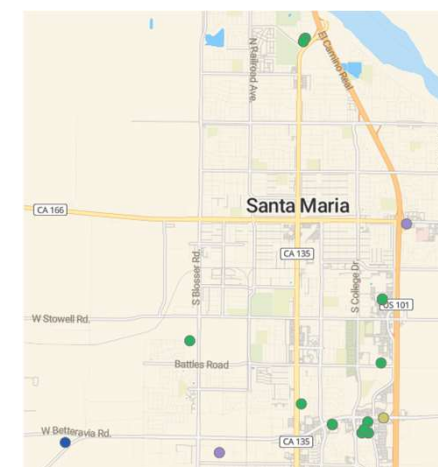 N Railroad Ave.
El Camino Real
CA 166
Santa Maria
CA 135
S Blosser Rd.
S College Dr.
US 101
W Stowell Rd.
Battles Road
W Betteravia Rd.
CA 135